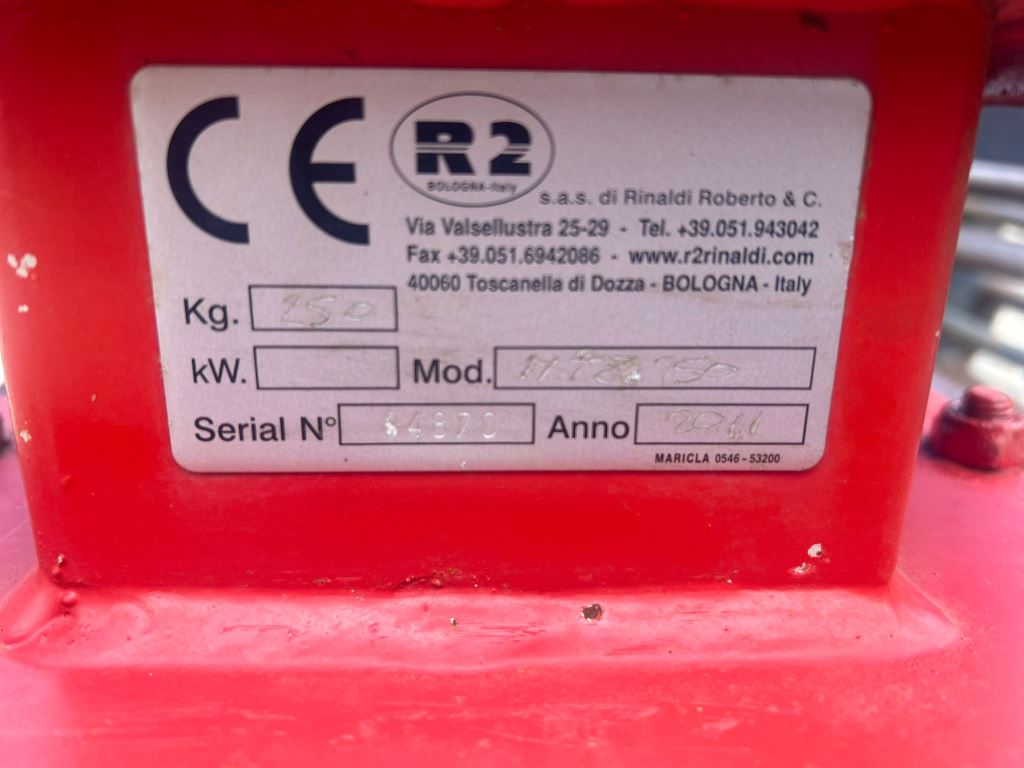 CE
R2
BOLOGNA-Italy
s.a.s. di Rinaldi Roberto & C.
Via Valsellustra 25-29 - Tel. +39.051.943042
Fax +39.051.6942086 - www.r2rinaldi.com
40060 Toscanella di Dozza - BOLOGNA - Italy
Kg. 250
kW. Mod.
Serial N° Anno
MARICLA 0546-53200